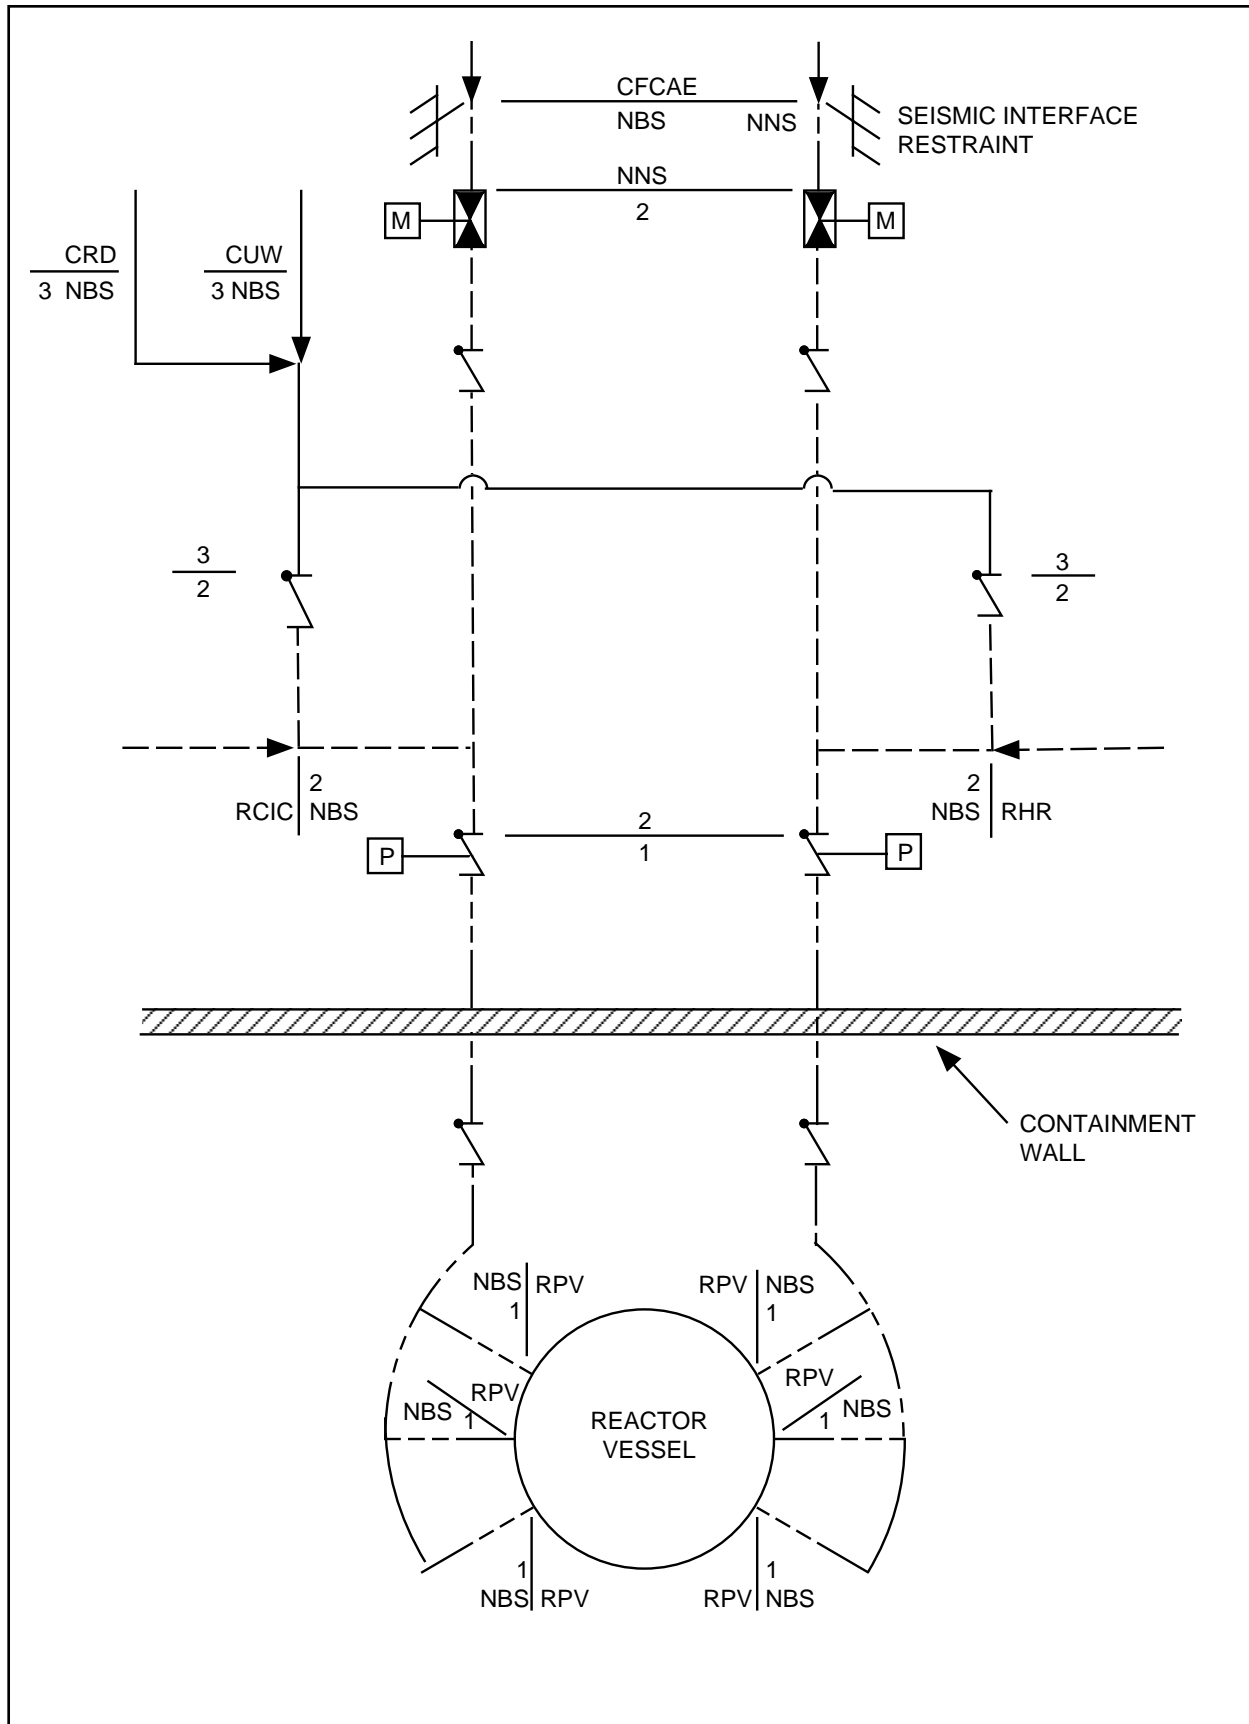 CFCAE
NBS NNS
SEISMIC INTERFACE
RESTRAINT
NNS
2
M
M
CRD
3 NBS
CUW
3 NBS
3
2
3
2
2
RCIC NBS
2
NBS RHR
2
1
P
P
CONTAINMENT
WALL
NBS RPV
1
RPV NBS
1
RPV
NBS 1
RPV
1 NBS
REACTOR
VESSEL
1
NBS RPV
1
RPV NBS